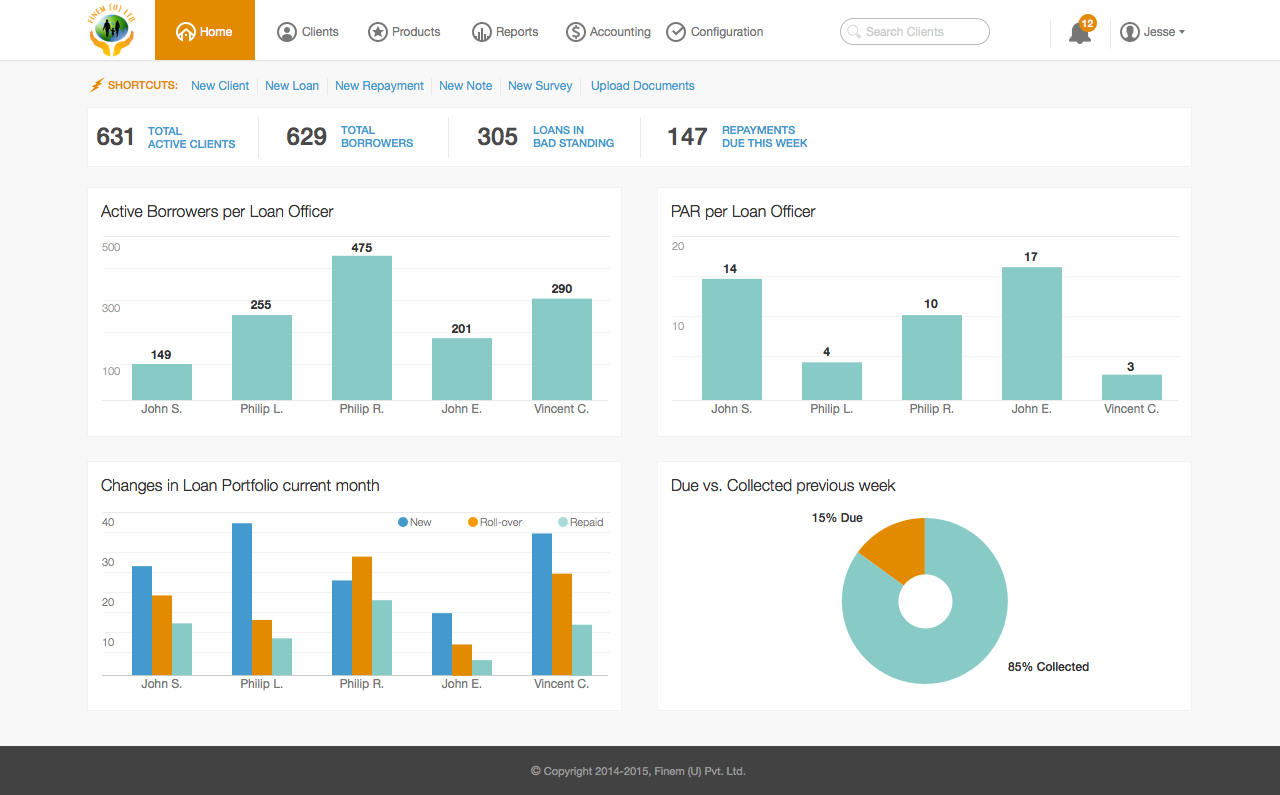 FINEM (U) LTD
Home
Clients
Products
Reports
Accounting
Configuration
Search Clients
12
Jesse
SHORTCUTS: New Client New Loan New Repayment New Note New Survey Upload Documents
631 TOTAL
ACTIVE CLIENTS
629 TOTAL
BORROWERS
305 LOANS IN
BAD STANDING
147 REPAYMENTS
DUE THIS WEEK
Active Borrowers per Loan Officer
500
300
100
149
255
475
201
290
John S. Philip L. Philip R. John E. Vincent C.
PAR per Loan Officer
20
10
14
4
10
17
3
John S. Philip L. Philip R. John E. Vincent C.
Changes in Loan Portfolio current month
New Roll-over Repaid
40
30
20
10
John S. Philip L. Philip R. John E. Vincent C.
Due vs. Collected previous week
15% Due
85% Collected
© Copyright 2014-2015, Finem (U) Pvt. Ltd.